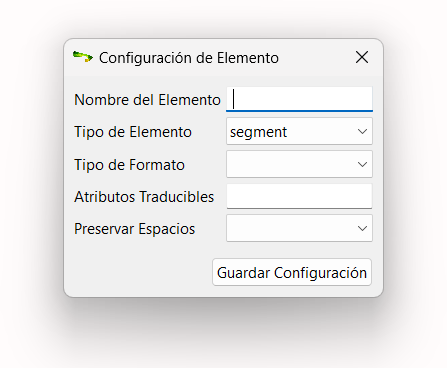 Configuración de Elemento
Nombre del Elemento
Tipo de Elemento segment
Tipo de Formato
Atributos Traducibles
Preservar Espacios
Guardar Configuración